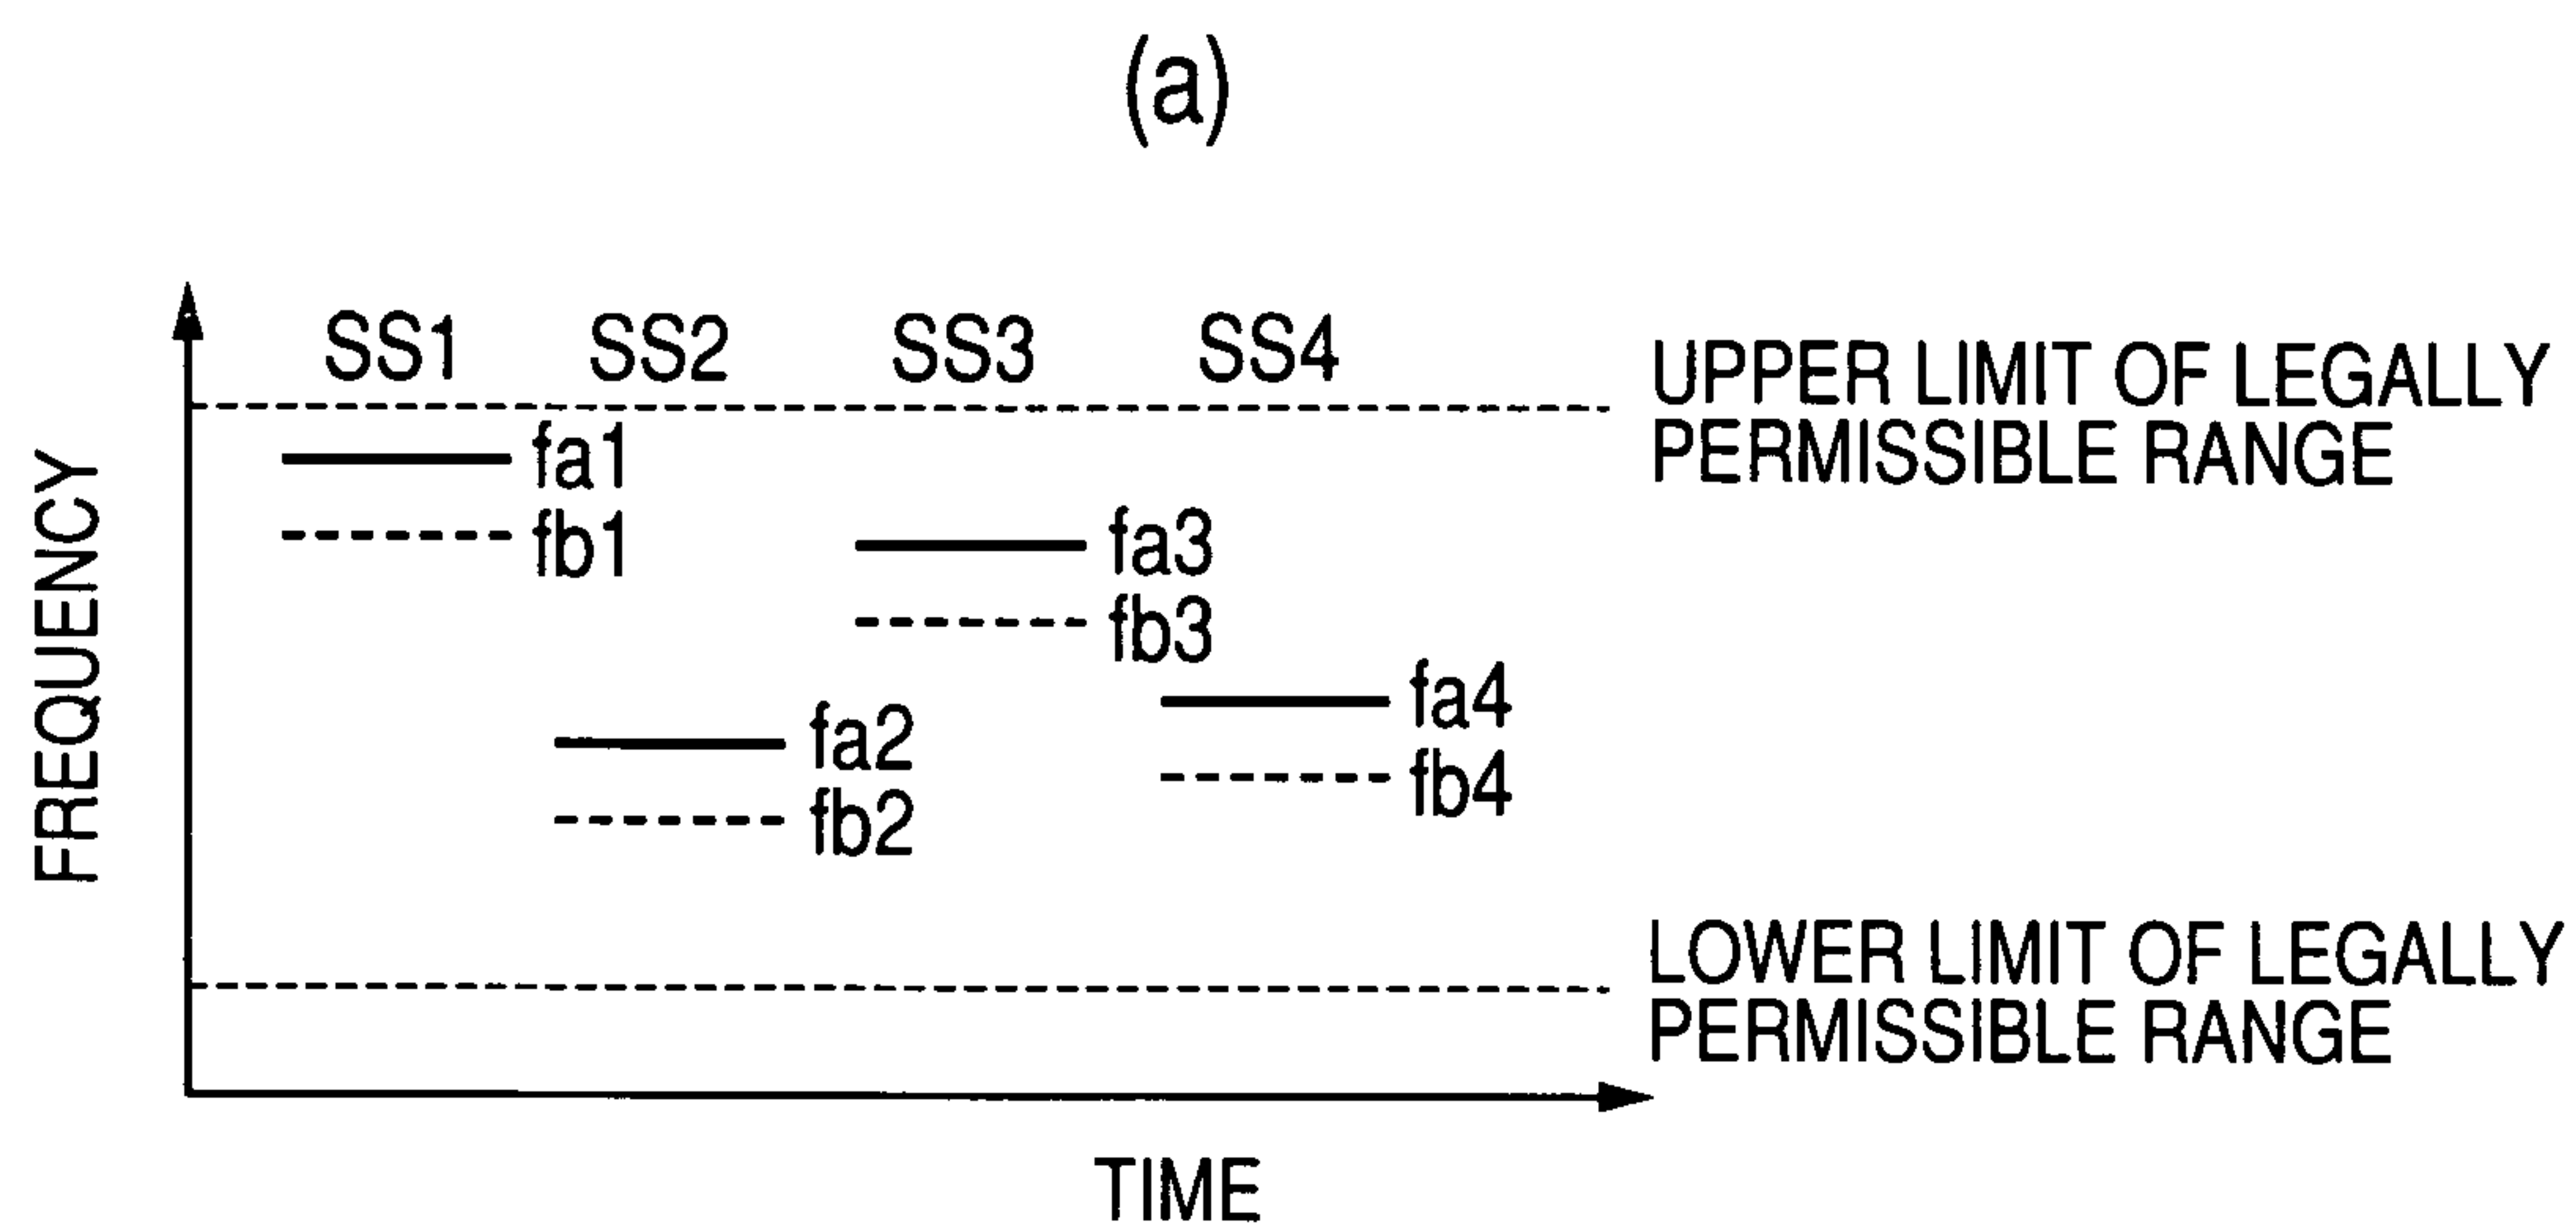 (a)
SS1 SS2 SS3 SS4
UPPER LIMIT OF LEGALLY
PERMISSIBLE RANGE
fa1
fb1
fa3
fb3
fa4
fb4
fa2
fb2
FREQUENCY
LOWER LIMIT OF LEGALLY
PERMISSIBLE RANGE
TIME